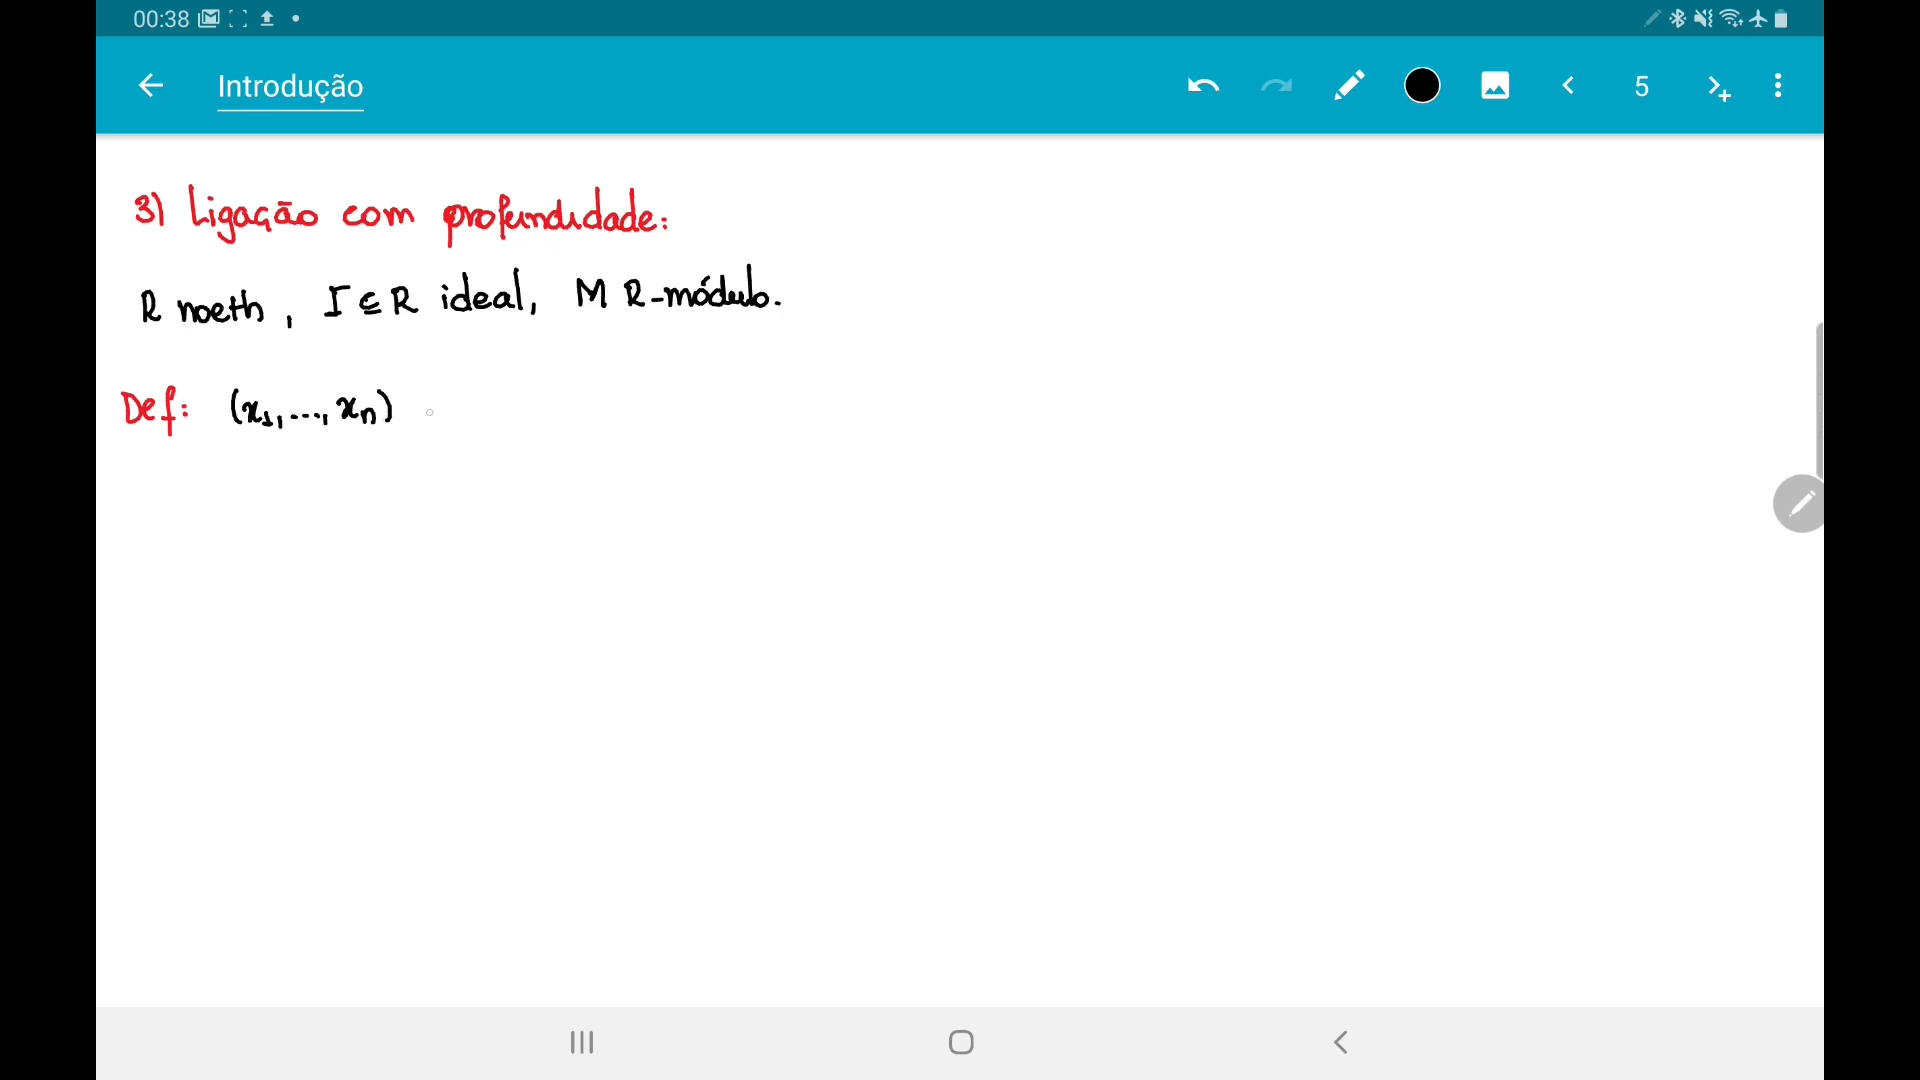 00:38
Introdução
5
3) Ligação com profundidade:
R noeth, I ⊆ R ideal, M R-módulo.
Def: (x₁, ..., xₙ)